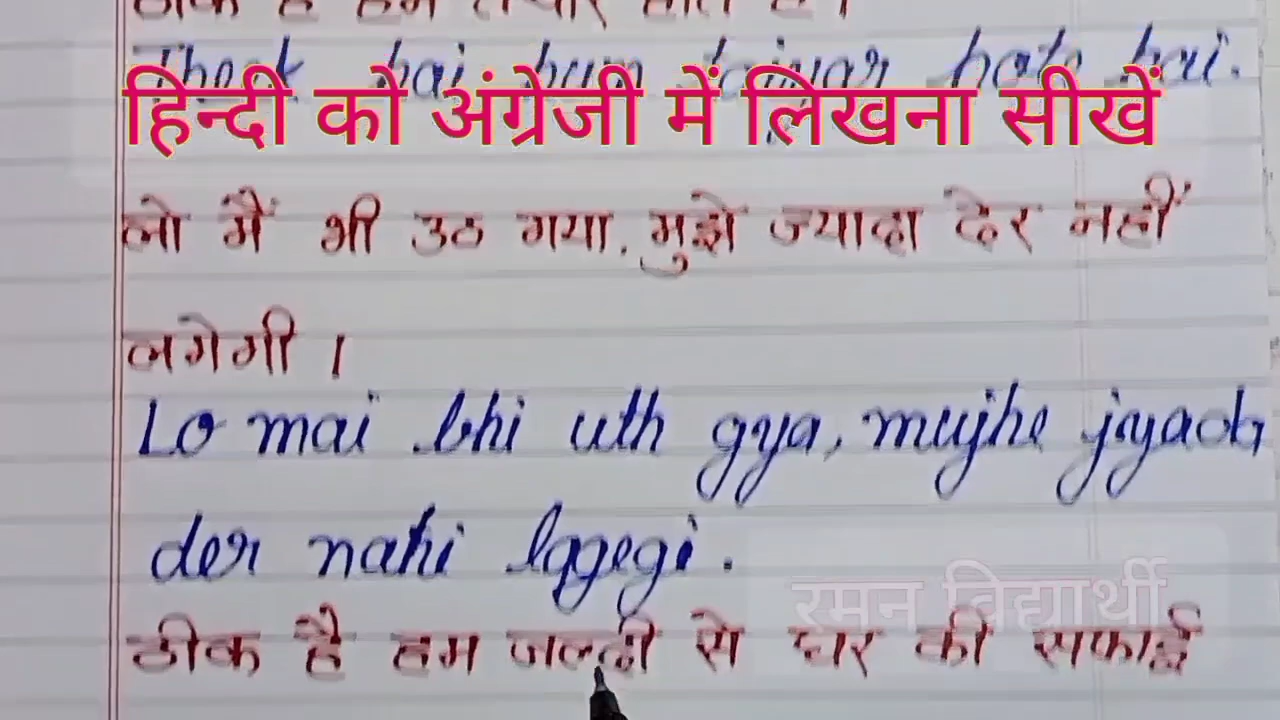 ठीक है हम तैयार होते हैं।
Theek hai hum taiyar hote hai.
हिन्दी को अंग्रेजी में लिखना सीखें
लो मैं भी उठ गया, मुझे ज्यादा देर नहीं
लगेगी।
Lo mai bhi uth gya, mujhe jyada
der nahi lagegi.
रमन विद्यार्थी
ठीक है हम जल्दी से घर की सफाई